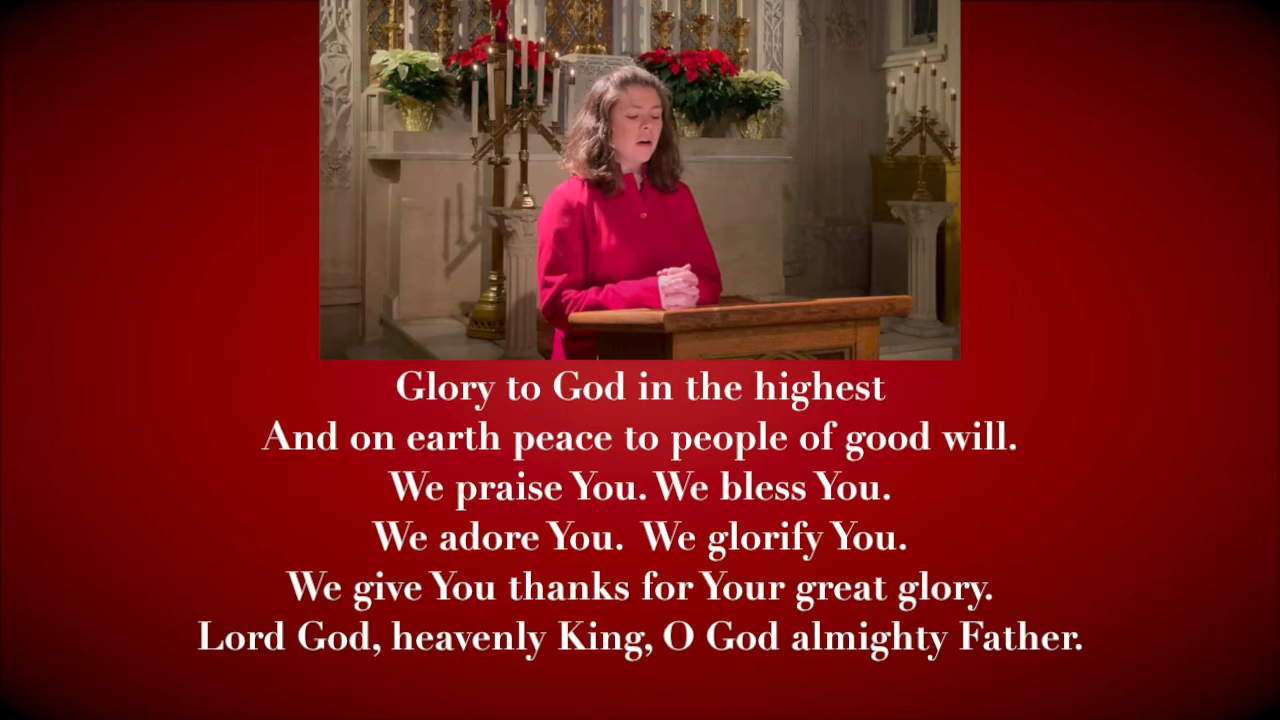 Glory to God in the highest
And on earth peace to people of good will.
We praise You. We bless You.
We adore You. We glorify You.
We give You thanks for Your great glory.
Lord God, heavenly King, O God almighty Father.